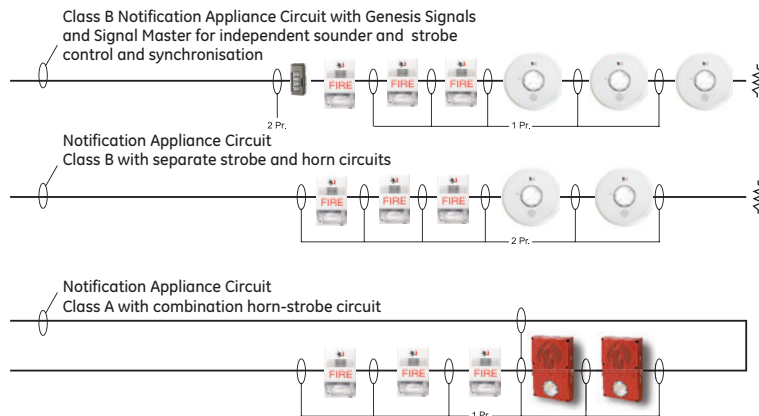 Class B Notification Appliance Circuit with Genesis Signals
and Signal Master for independent sounder and strobe
control and synchronisation
FIRE
FIRE
FIRE
2 Pr.
1 Pr.
Notification Appliance Circuit
Class B with separate strobe and horn circuits
FIRE
FIRE
FIRE
2 Pr.
Notification Appliance Circuit
Class A with combination horn-strobe circuit
FIRE
FIRE
FIRE
1 Pr.